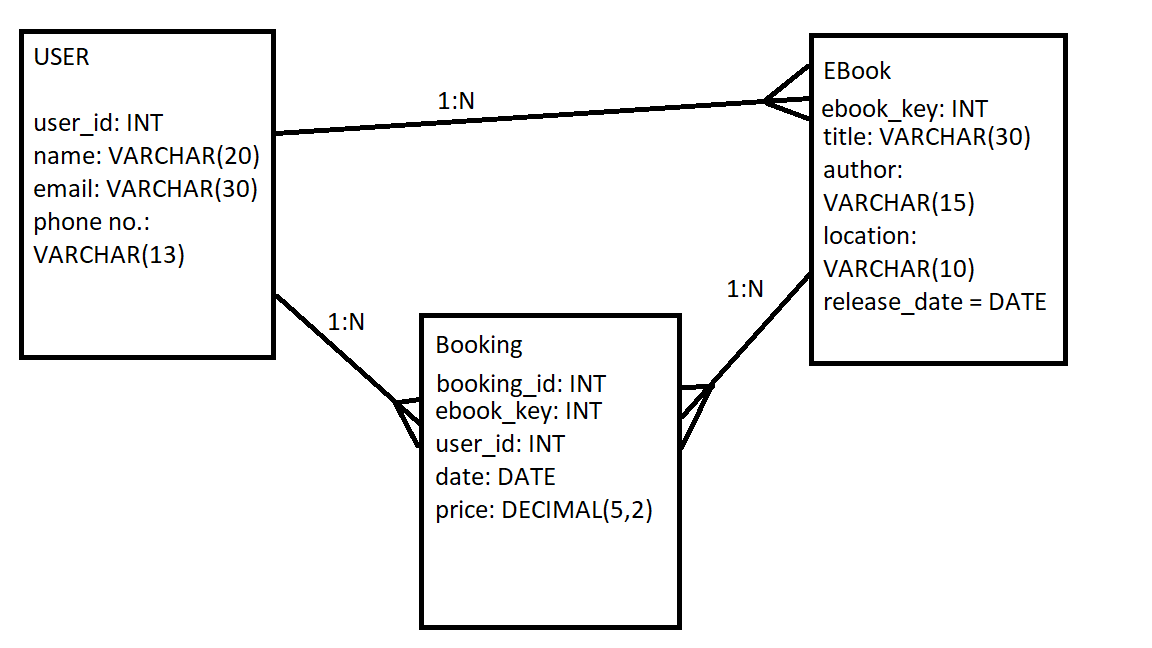 USER
user_id: INT
name: VARCHAR(20)
email: VARCHAR(30)
phone no.:
VARCHAR(13)
1:N
EBook
ebook_key: INT
title: VARCHAR(30)
author:
VARCHAR(15)
location:
VARCHAR(10)
release_date = DATE
1:N
1:N
Booking
booking_id: INT
ebook_key: INT
user_id: INT
date: DATE
price: DECIMAL(5,2)